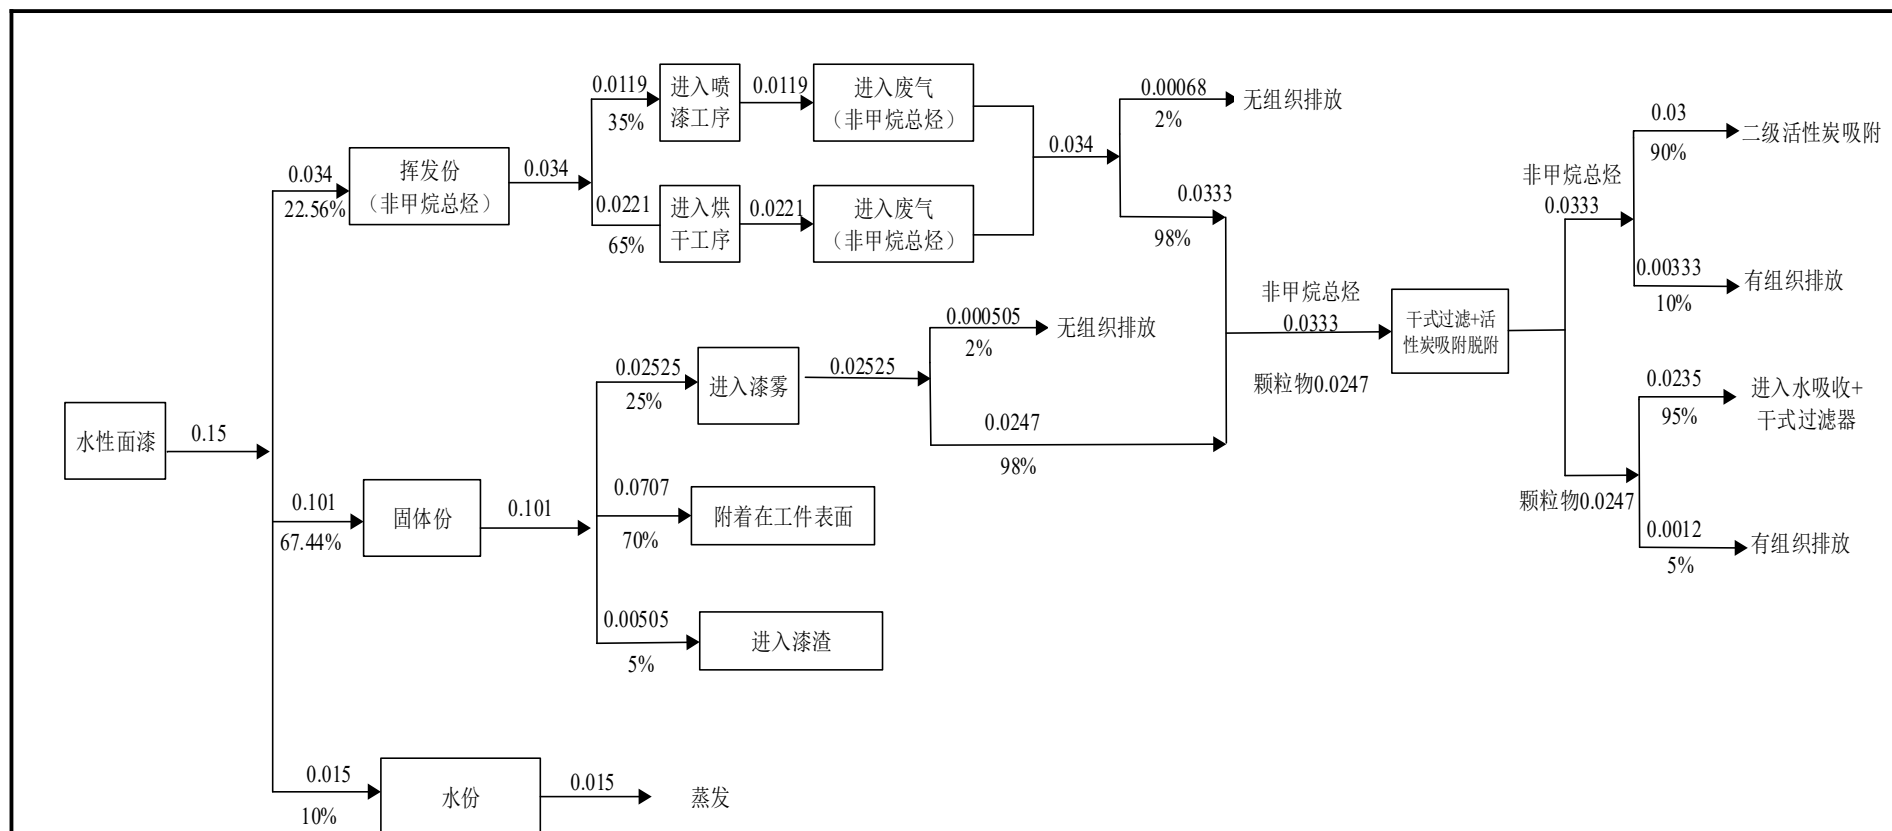 水性面漆
0.15
0.034
22.56%
挥发份
（非甲烷总烃）
0.034
0.0119
35%
进入喷
漆工序
0.0119
进入废气
（非甲烷总烃）
0.0221
65%
进入烘
干工序
0.0221
进入废气
（非甲烷总烃）
0.034
0.00068
2%
无组织排放
0.0333
98%
0.101
67.44%
固体份
0.101
0.02525
25%
进入漆雾
0.02525
0.000505
2%
无组织排放
0.0247
98%
0.0707
70%
附着在工件表面
0.00505
5%
进入漆渣
0.015
10%
水份
0.015
蒸发
非甲烷总烃
0.0333
颗粒物0.0247
干式过滤+活
性炭吸附脱附
非甲烷总烃
0.0333
0.03
90%
二级活性炭吸附
0.00333
10%
有组织排放
颗粒物0.0247
0.0235
95%
进入水吸收+
干式过滤器
0.0012
5%
有组织排放